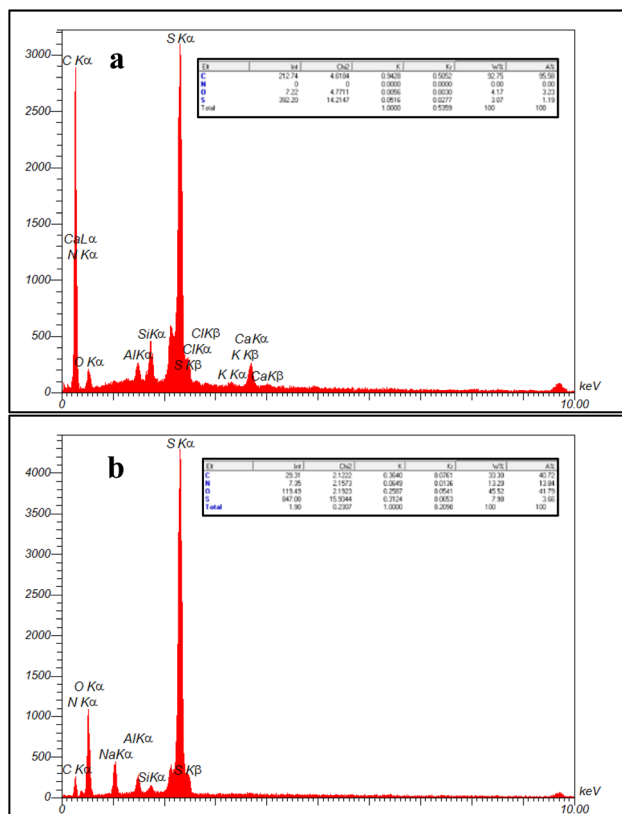 S Kα
3000
C Kα
a
Elt Int Chi2 K Kr W% A%
C 212.74 4.6184 0.9428 0.5052 92.75 95.58
N 0 0 0.0000 0.0000 0.00 0.00
O 7.22 4.7711 0.0056 0.0030 4.17 3.23
S 392.20 14.2147 0.0916 0.0277 3.07 1.19
Total 1.0000 0.5359 100 100
2500
2000
1500
CaLα
N Kα
1000
500
SiKα
ClKβ
CaKα
O Kα
AlKα
ClKα
K Kβ
S Kβ
K Kα
CaKβ
0
keV
0
10.00
S Kα
b
Elt Int Chi2 K Kr W% A%
C 29.31 2.1222 0.3640 0.0761 33.30 40.72
N 7.35 2.1573 0.0649 0.0136 13.20 13.84
O 119.49 2.1923 0.2587 0.0541 45.52 41.79
S 847.08 15.9344 0.3124 0.0653 7.98 3.66
Total 1.90 0.2307 1.0000 0.2090 100 100
4000
3500
3000
2500
2000
1500
O Kα
N Kα
1000
AlKα
500
NaKα
C Kα
SiKα
S Kβ
0
keV
0
10.00